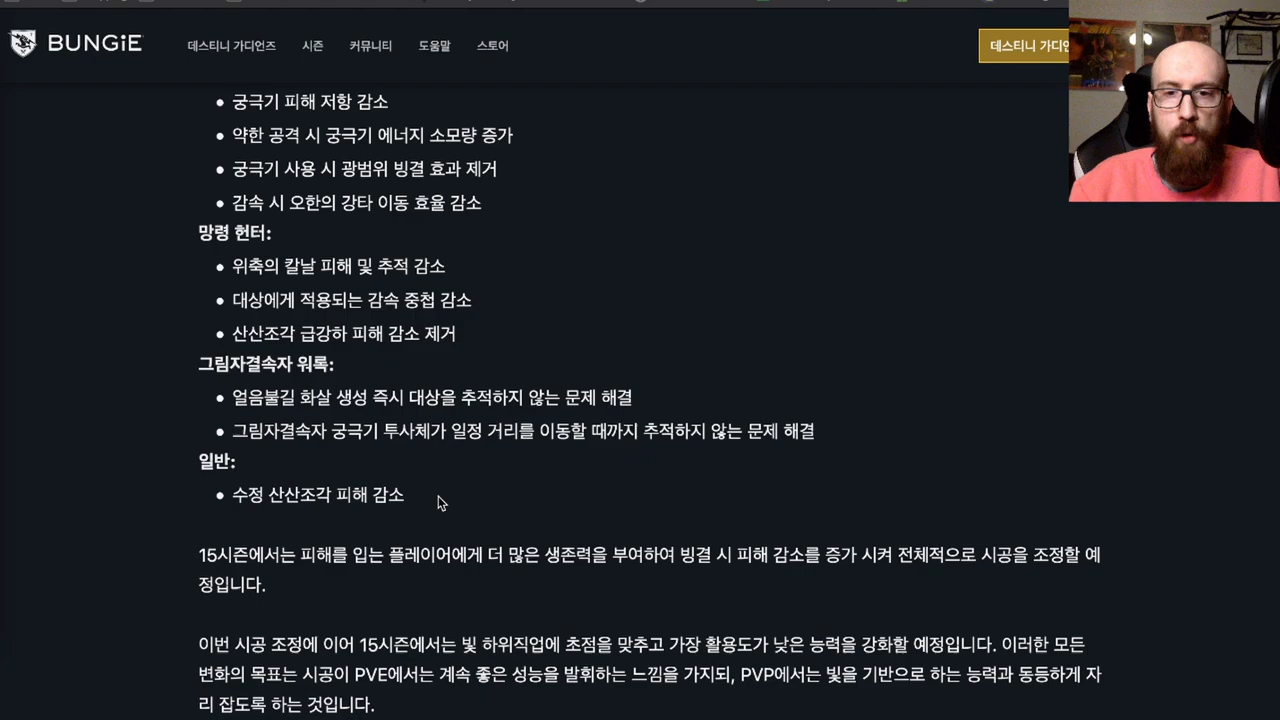 BUNGiE
데스티니 가디언즈 시즌 커뮤니티 도움말 스토어 데스티니 가디언
• 궁극기 피해 저항 감소
• 약한 공격 시 궁극기 에너지 소모량 증가
• 궁극기 사용 시 광범위 빙결 효과 제거
• 감속 시 오한의 강타 이동 효율 감소
망령 헌터:
• 위축의 칼날 피해 및 추적 감소
• 대상에게 적용되는 감속 중첩 감소
• 산산조각 급강하 피해 감소 제거
그림자결속자 워록:
• 얼음불길 화살 생성 즉시 대상을 추적하지 않는 문제 해결
• 그림자결속자 궁극기 투사체가 일정 거리를 이동할 때까지 추적하지 않는 문제 해결
일반:
• 수정 산산조각 피해 감소
15시즌에서는 피해를 입는 플레이어에게 더 많은 생존력을 부여하여 빙결 시 피해 감소를 증가 시켜 전체적으로 시공을 조정할 예
정입니다.
이번 시공 조정에 이어 15시즌에서는 빛 하위직업에 초점을 맞추고 가장 활용도가 낮은 능력을 강화할 예정입니다. 이러한 모든
변화의 목표는 시공이 PVE에서는 계속 좋은 성능을 발휘하는 느낌을 가지되, PVP에서는 빛을 기반으로 하는 능력과 동등하게 자
리 잡도록 하는 것입니다.